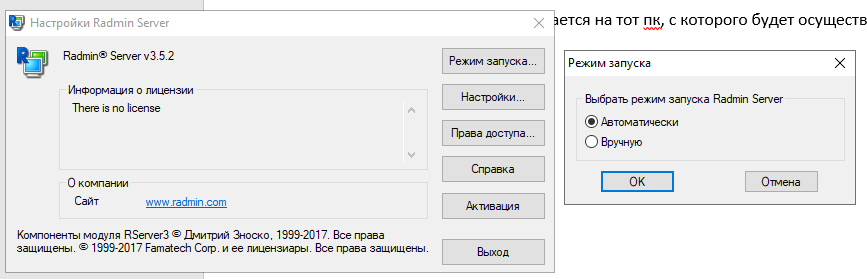 ается на тот пк, с которого будет осуществ
Настройки Radmin Server
Radmin® Server v3.5.2
Информация о лицензии
There is no license
О компании
Сайт www.radmin.com
Компоненты модуля RServer3 © Дмитрий Зноско, 1999-2017. Все права
защищены. © 1999-2017 Famatech Corp. и ее лицензиары. Все права защищены.
Режим запуска...
Настройки...
Права доступа...
Справка
Активация
Выход
Режим запуска
Выбрать режим запуска Radmin Server
Автоматически
Вручную
OK
Отмена